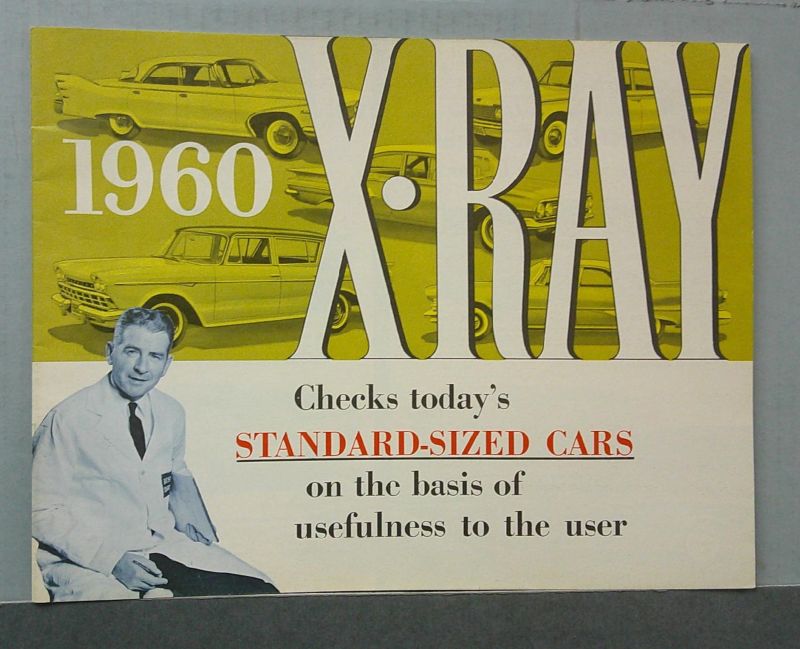 1960 X·RAY
Checks today's
STANDARD-SIZED CARS
on the basis of
usefulness to the user